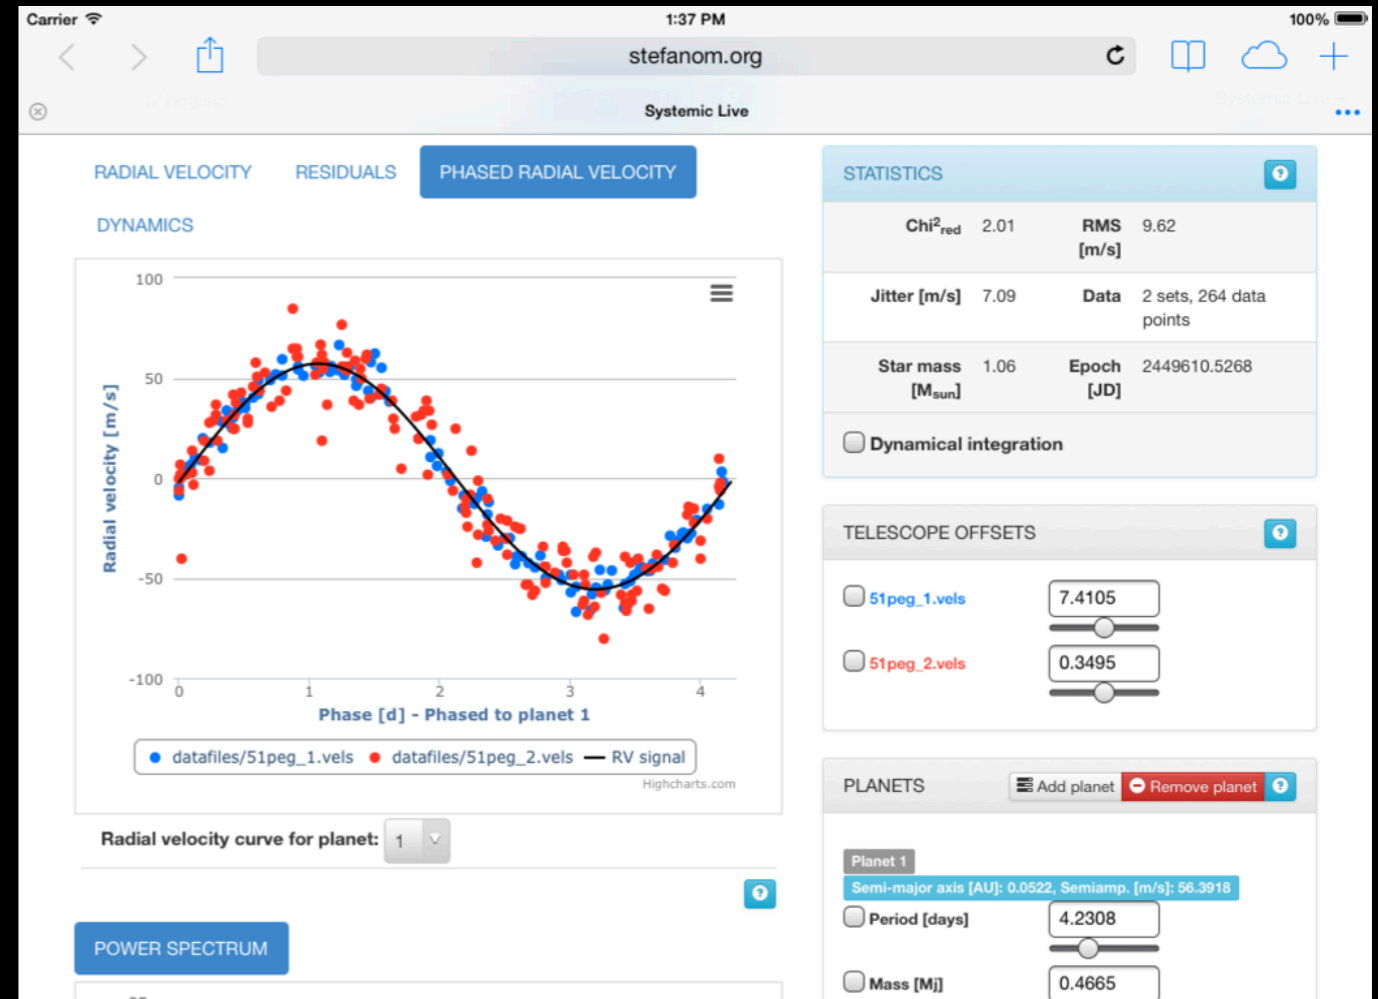 Carrier
1:37 PM
100%
stefanom.org
Systemic Live
RADIAL VELOCITY
RESIDUALS
PHASED RADIAL VELOCITY
DYNAMICS
100
50
0
-50
-100
Radial velocity [m/s]
0 1 2 3 4
Phase [d] - Phased to planet 1
datafiles/51peg_1.vels datafiles/51peg_2.vels RV signal
Highcharts.com
Radial velocity curve for planet: 1
?
POWER SPECTRUM
STATISTICS ?
Chi²red 2.01 RMS [m/s] 9.62
Jitter [m/s] 7.09 Data 2 sets, 264 data points
Star mass [Msun] 1.06 Epoch [JD] 2449610.5268
Dynamical integration
TELESCOPE OFFSETS ?
51peg_1.vels 7.4105
51peg_2.vels 0.3495
PLANETS Add planet Remove planet ?
Planet 1
Semi-major axis [AU]: 0.0522, Semiamp. [m/s]: 56.3918
Period [days] 4.2308
Mass [Mj] 0.4665